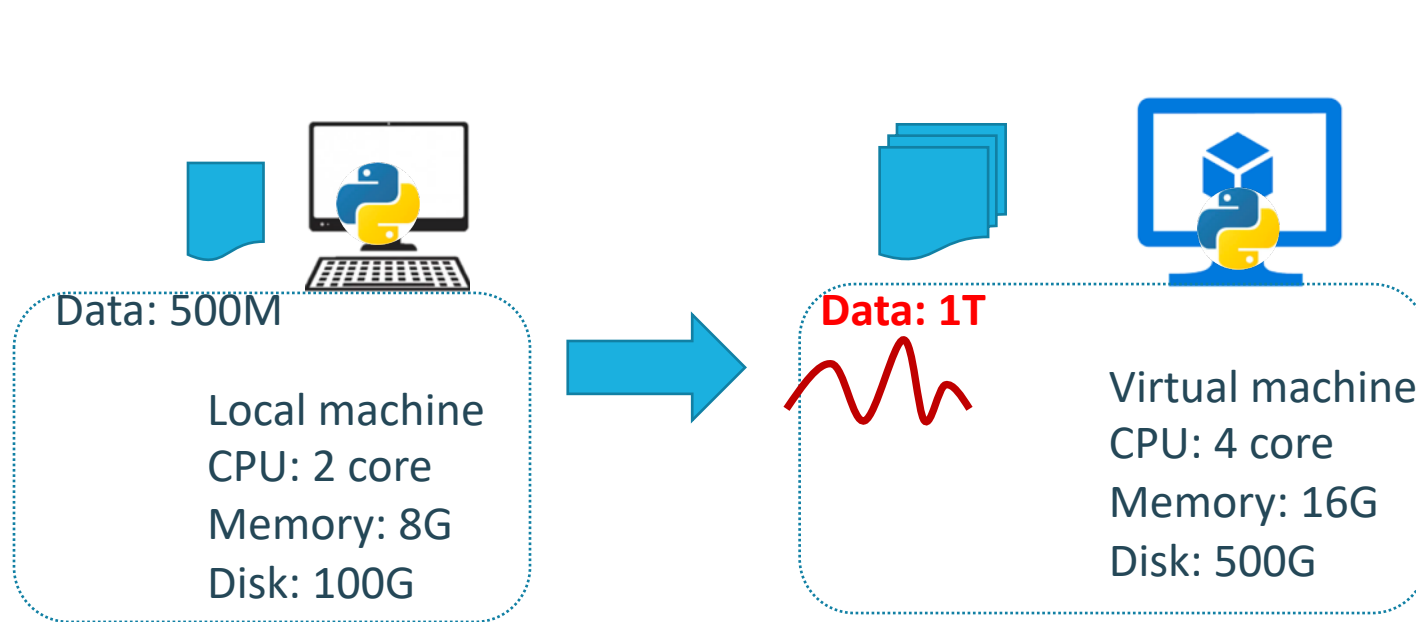 Data: 500M
Local machine
CPU: 2 core
Memory: 8G
Disk: 100G
Data: 1T
Virtual machine
CPU: 4 core
Memory: 16G
Disk: 500G